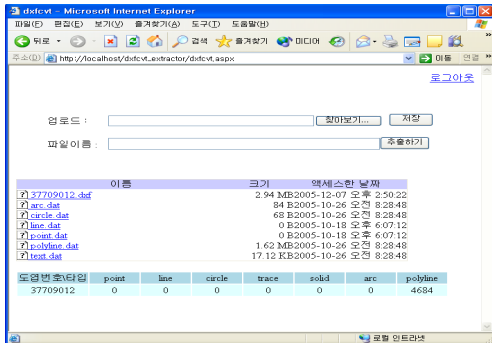 dxfcvt - Microsoft Internet Explorer
파일(F) 편집(E) 보기(V) 즐겨찾기(A) 도구(T) 도움말(H)
뒤로 검색 즐겨찾기 미디어
주소(D) http://localhost/dxfcvt_extractor/dxfcvt.aspx 이동 연결 »
로그아웃
업로드 : 찾아보기... 저장
파일이름 : 추출하기
이름 크기 액세스한 날짜
37709012.dxf 2.94 MB 2005-12-07 오후 2:50:22
arc.dat 84 B 2005-10-26 오전 8:28:48
circle.dat 68 B 2005-10-26 오전 8:28:48
line.dat 0 B 2005-10-18 오후 6:07:12
point.dat 0 B 2005-10-18 오후 6:07:12
polyline.dat 1.62 MB 2005-10-26 오전 8:28:48
text.dat 17.12 KB 2005-10-26 오전 8:28:48
도엽번호\타입 point line circle trace solid arc polyline
37709012 0 0 0 0 0 0 4684
로컬 인트라넷